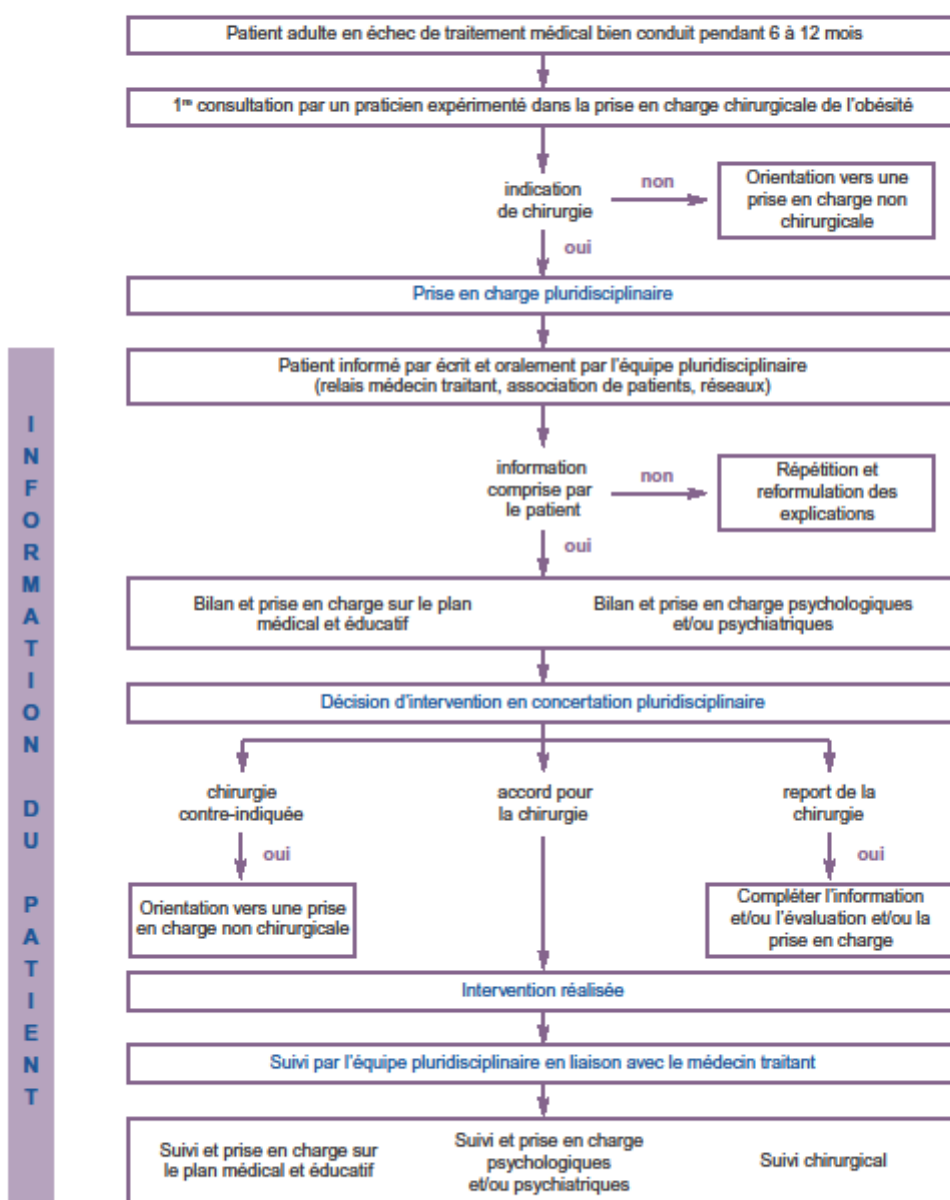 Patient adulte en échec de traitement médical bien conduit pendant 6 à 12 mois
1re consultation par un praticien expérimenté dans la prise en charge chirurgicale de l'obésité
indication
de chirurgie
non
Orientation vers une
prise en charge non
chirurgicale
oui
Prise en charge pluridisciplinaire
INFORMATION DU PATIENT
Patient informé par écrit et oralement par l'équipe pluridisciplinaire
(relais médecin traitant, association de patients, réseaux)
information
comprise par
le patient
non
Répétition et
reformulation des
explications
oui
Bilan et prise en charge sur le plan
médical et éducatif
Bilan et prise en charge psychologiques
et/ou psychiatriques
Décision d'intervention en concertation pluridisciplinaire
chirurgie
contre-indiquée
accord pour
la chirurgie
report de la
chirurgie
oui
oui
Orientation vers une prise
en charge non chirurgicale
Compléter l'information
et/ou l'évaluation et/ou la
prise en charge
Intervention réalisée
Suivi par l'équipe pluridisciplinaire en liaison avec le médecin traitant
Suivi et prise en charge sur
le plan médical et éducatif
Suivi et prise en charge
psychologiques
et/ou psychiatriques
Suivi chirurgical